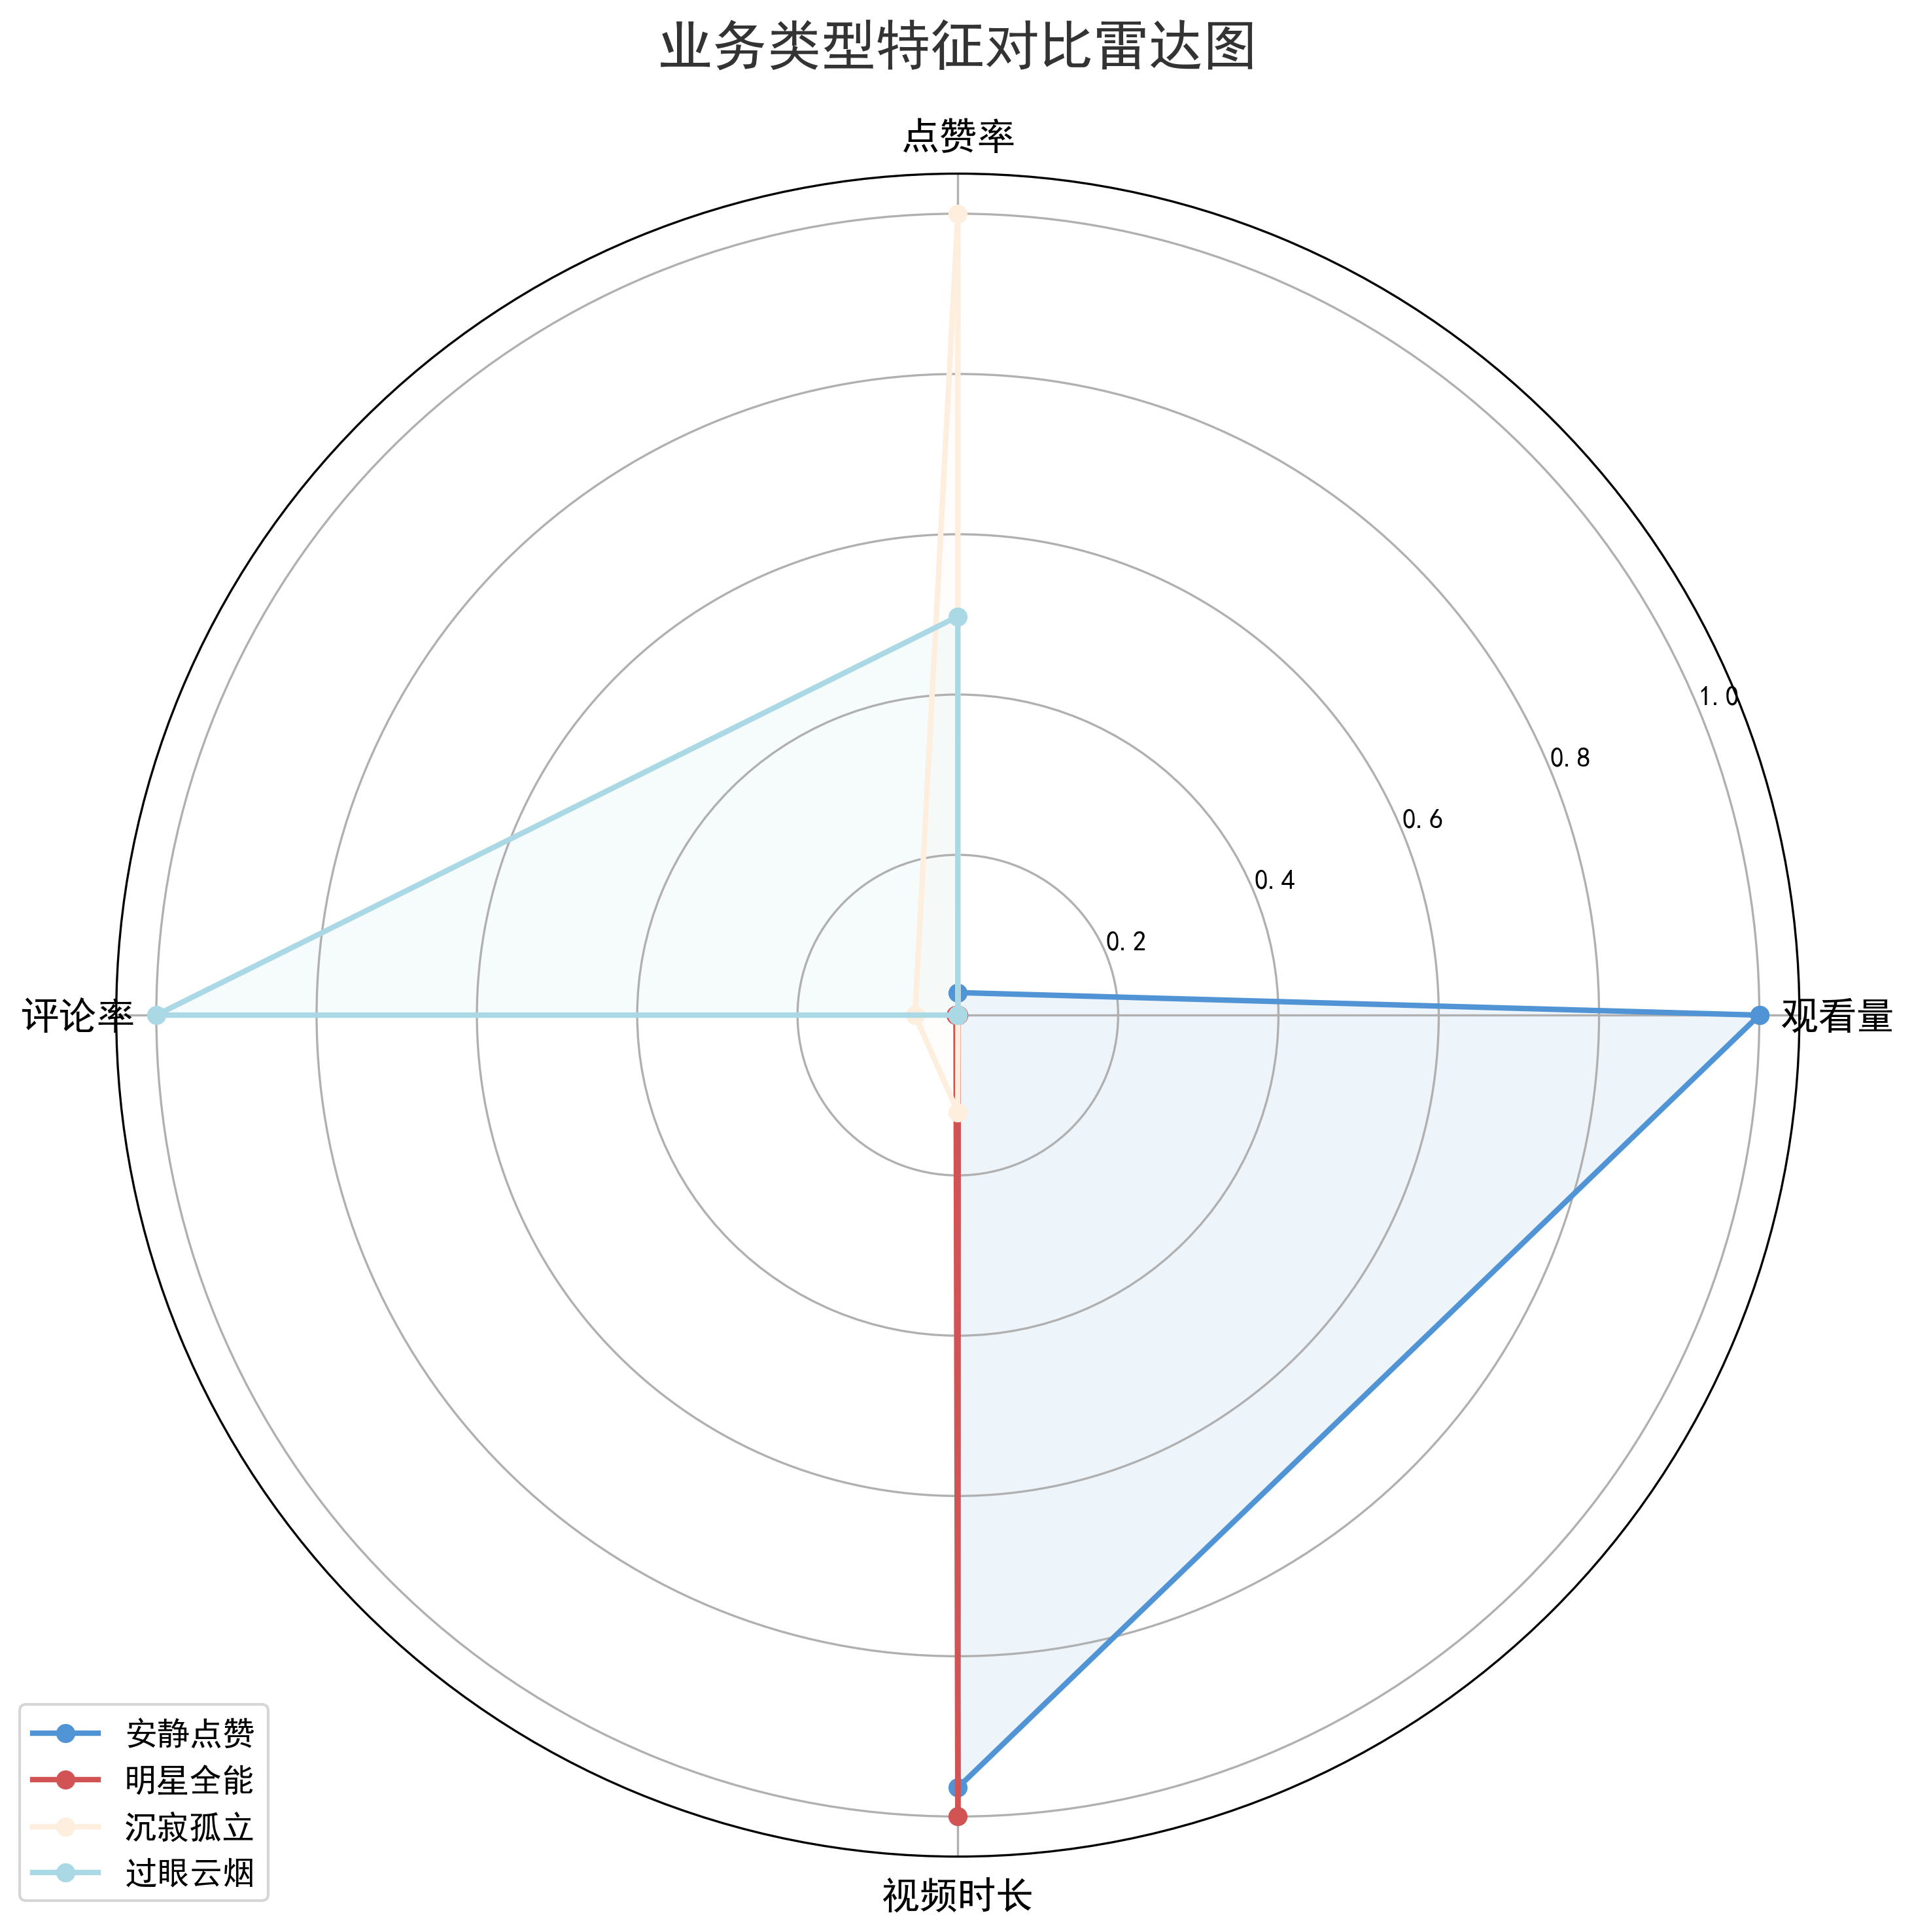 业务类型特征对比雷达图
点赞率
1.0
0.8
0.6
0.4
0.2
评论率
观看量
安静点赞
明星全能
沉寂孤立
过眼云烟
视频时长